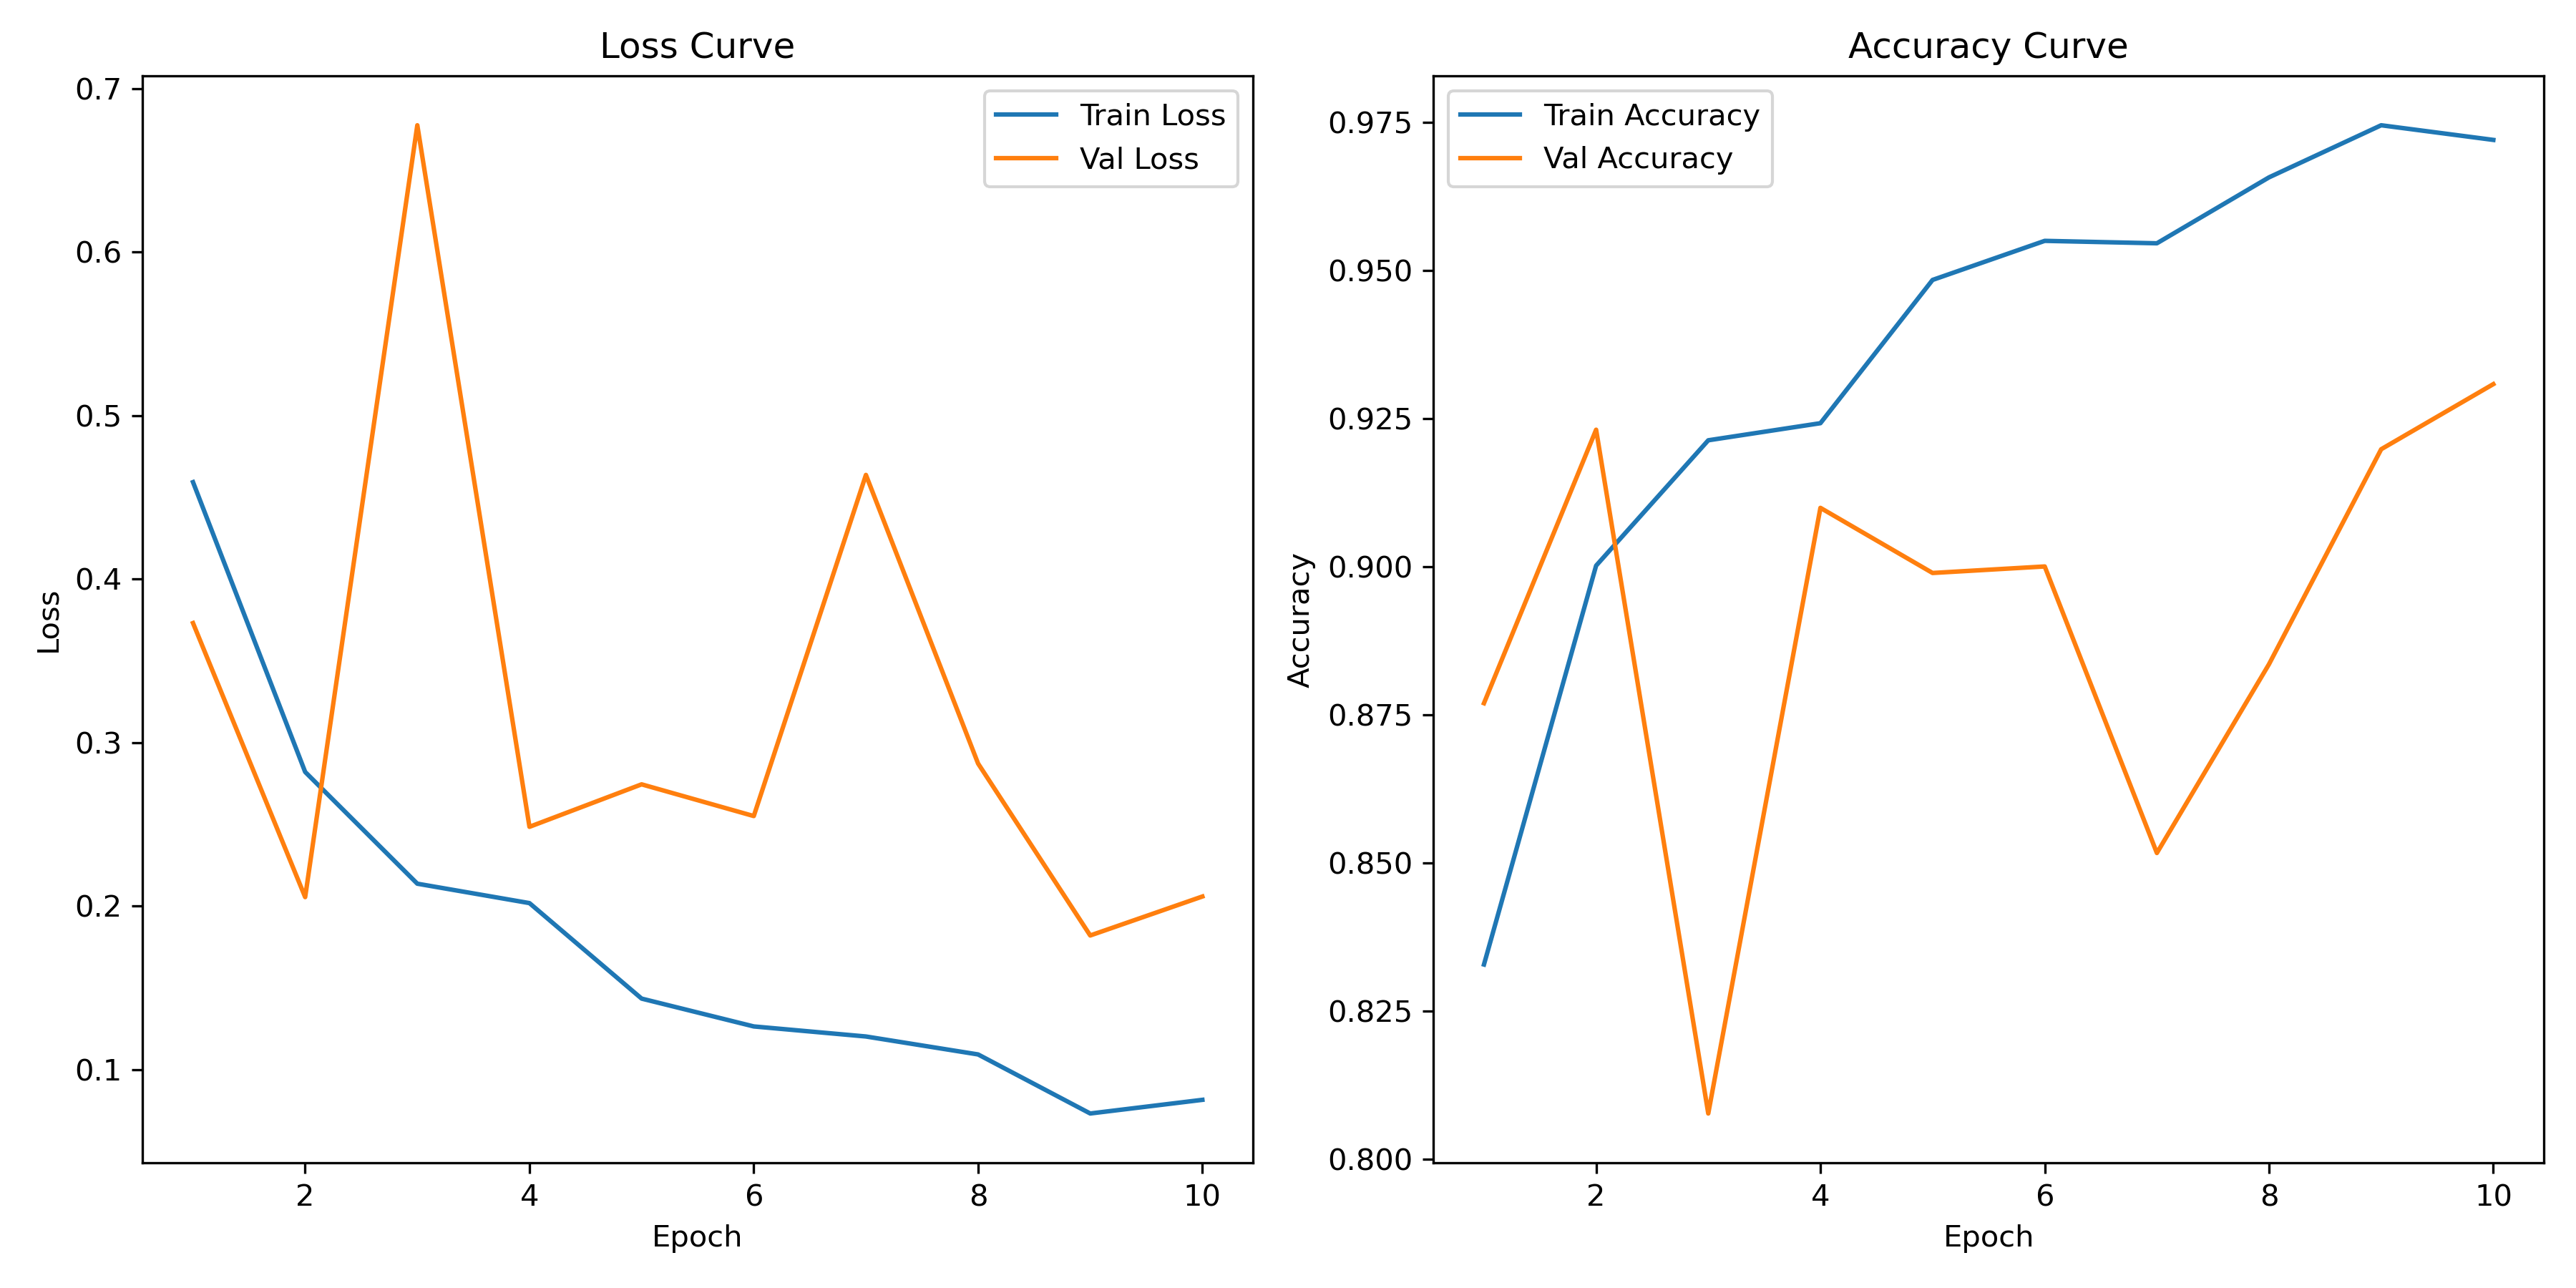 Loss Curve
0.7
0.6
0.5
0.4
0.3
0.2
0.1
Loss
2 4 6 8 10
Epoch
Train Loss
Val Loss
Accuracy Curve
0.975
0.950
0.925
0.900
0.875
0.850
0.825
0.800
Accuracy
2 4 6 8 10
Epoch
Train Accuracy
Val Accuracy